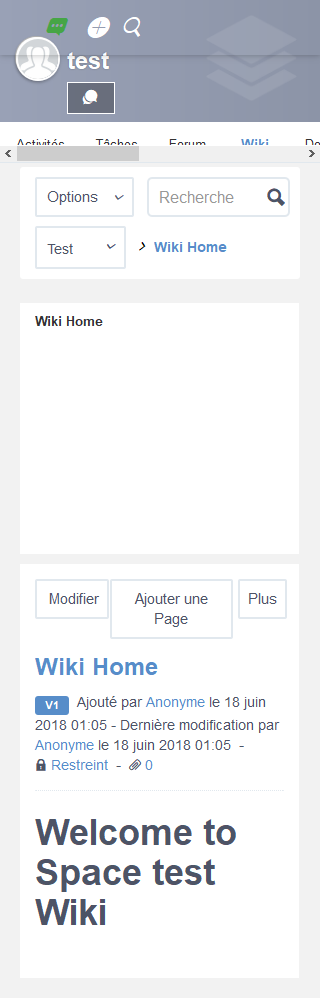 test
Activités Tâches Forum Wiki
Options Recherche
Test Wiki Home
Wiki Home
Modifier Ajouter une Page Plus
Wiki Home
V1 Ajouté par Anonyme le 18 juin
2018 01:05 - Dernière modification par
Anonyme le 18 juin 2018 01:05 -
Restreint - 0
Welcome to
Space test
Wiki